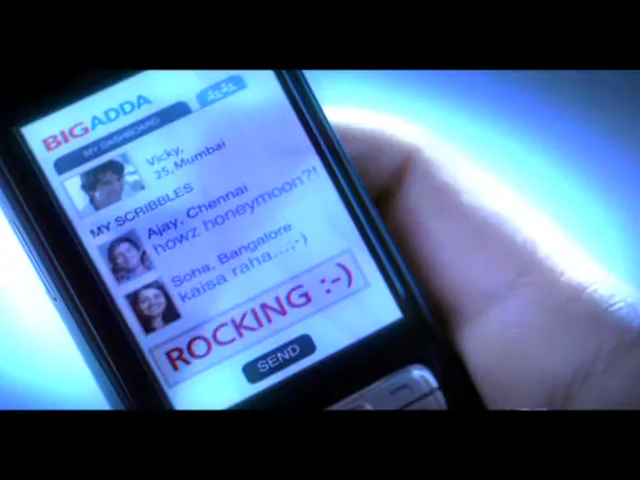 BIGADDA
MY DASHBOARD
Vicky,
25, Mumbai
MY SCRIBBLES
Ajay, Chennai
howz honeymoon?!
Soha, Bangalore
kaisa raha...;-)
ROCKING :-)
SEND